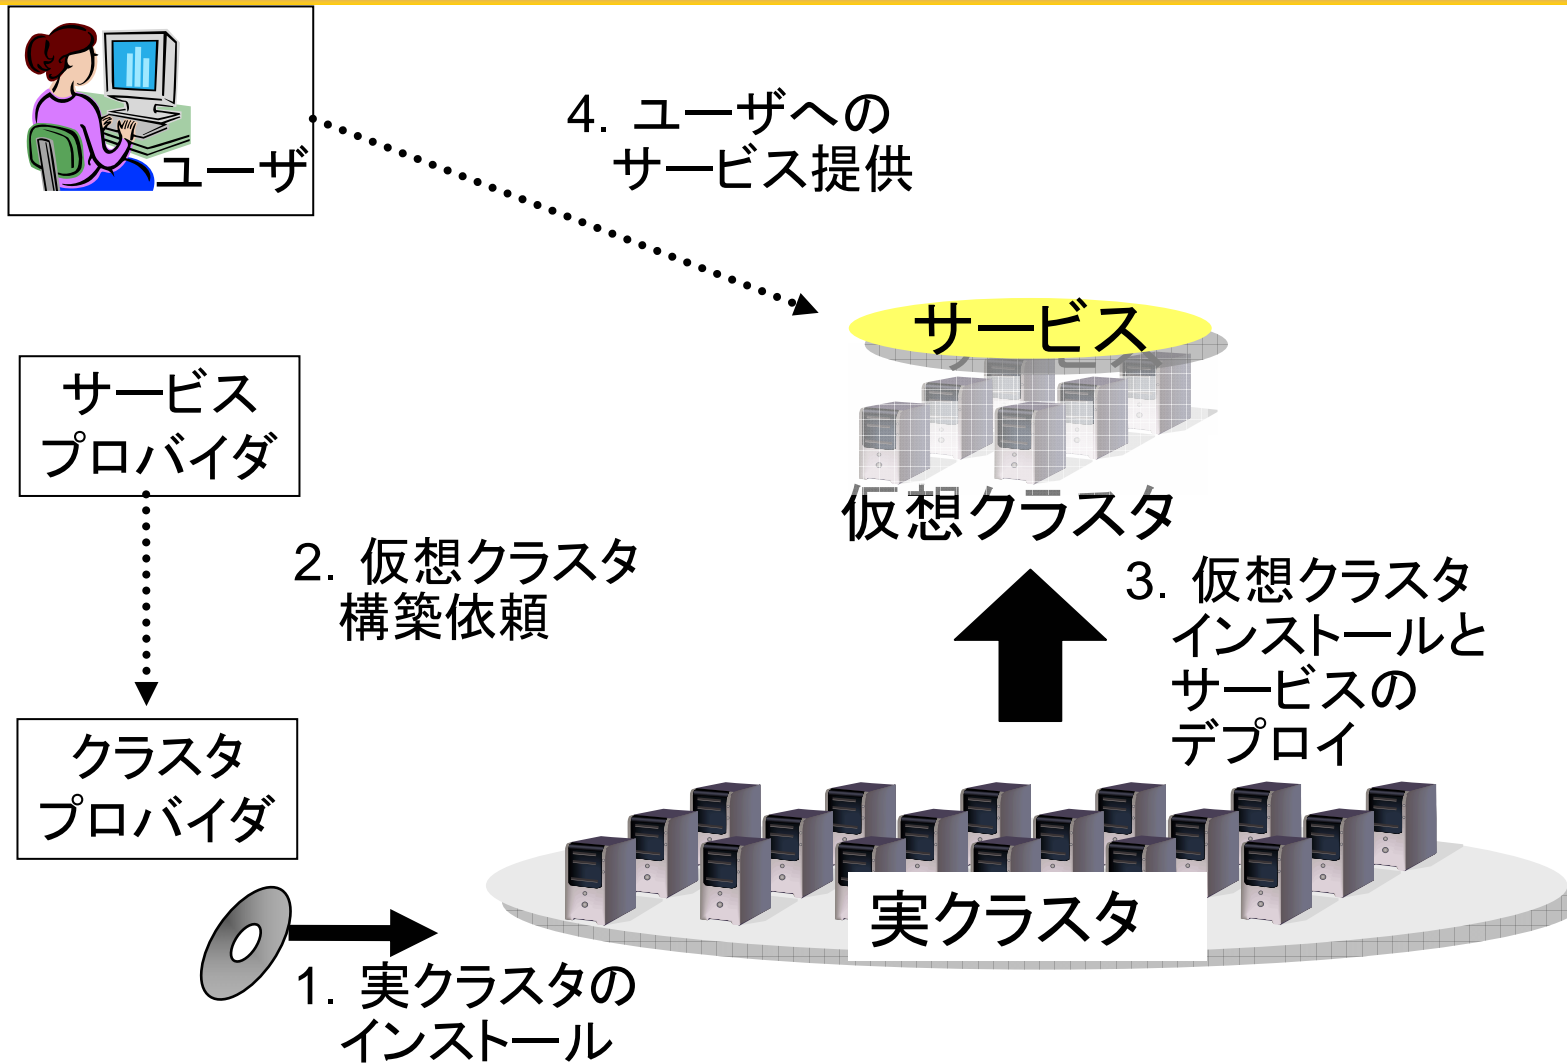 ユーザ
4. ユーザへの
サービス提供
サービス
サービス
プロバイダ
仮想クラスタ
2. 仮想クラスタ
構築依頼
3. 仮想クラスタ
インストールと
サービスの
デプロイ
クラスタ
プロバイダ
実クラスタ
1. 実クラスタの
インストール